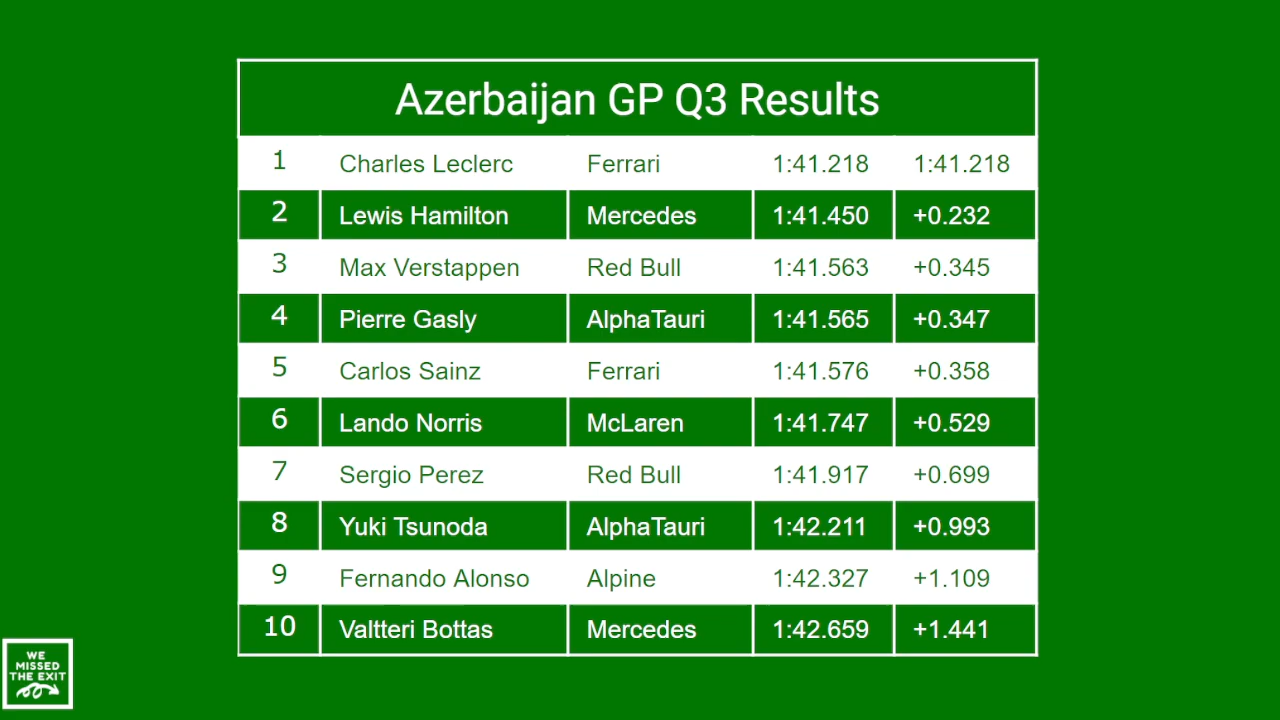 Azerbaijan GP Q3 Results
1 Charles Leclerc Ferrari 1:41.218 1:41.218
2 Lewis Hamilton Mercedes 1:41.450 +0.232
3 Max Verstappen Red Bull 1:41.563 +0.345
4 Pierre Gasly AlphaTauri 1:41.565 +0.347
5 Carlos Sainz Ferrari 1:41.576 +0.358
6 Lando Norris McLaren 1:41.747 +0.529
7 Sergio Perez Red Bull 1:41.917 +0.699
8 Yuki Tsunoda AlphaTauri 1:42.211 +0.993
9 Fernando Alonso Alpine 1:42.327 +1.109
10 Valtteri Bottas Mercedes 1:42.659 +1.441
WE
MISSED
THE EXIT